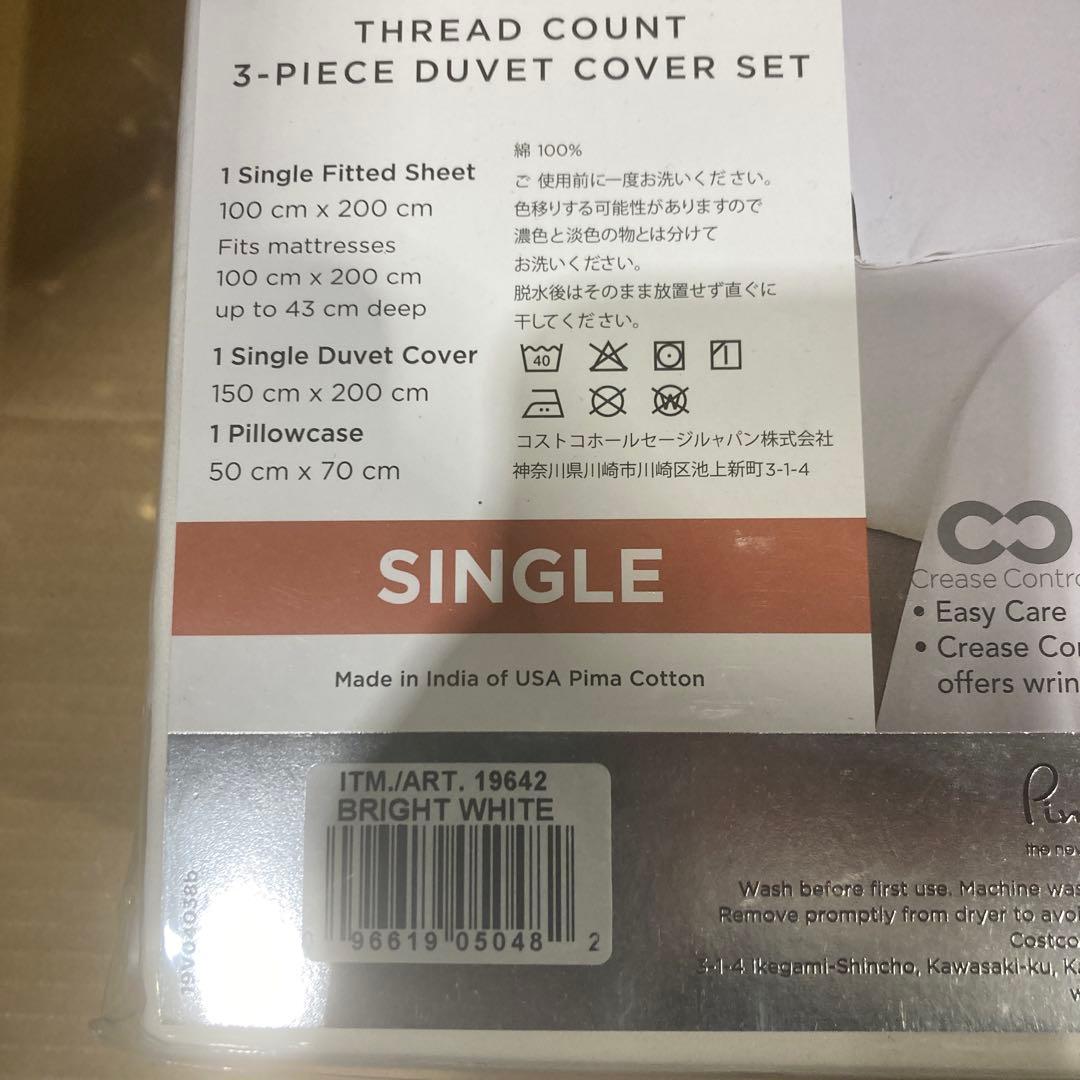 THREAD COUNT
3-PIECE DUVET COVER SET
1 Single Fitted Sheet
100 cm x 200 cm
Fits mattresses
100 cm x 200 cm
up to 43 cm deep
1 Single Duvet Cover
150 cm x 200 cm
1 Pillowcase
50 cm x 70 cm
綿 100%
ご 使用前に一度お洗いください。
色移りする可能性がありますので
濃色と淡色の物とは分けて
お洗いください。
脱水後はそのまま放置せず直ぐに
干してください。
40
W
コストコホールセージルャパン株式会社
神奈川県川崎市川崎区池上新町3-1-4
SINGLE
Made in India of USA Pima Cotton
Crease Contro
• Easy Care
• Crease Co
offers wrin
ITM./ART. 19642
BRIGHT WHITE
0 96619 05048 2
19V04038b
Pim
the new
Wash before first use. Machine was
Remove promptly from dryer to avoi
Costco
3-1-4 Ikegami-Shincho, Kawasaki-ku, K
w